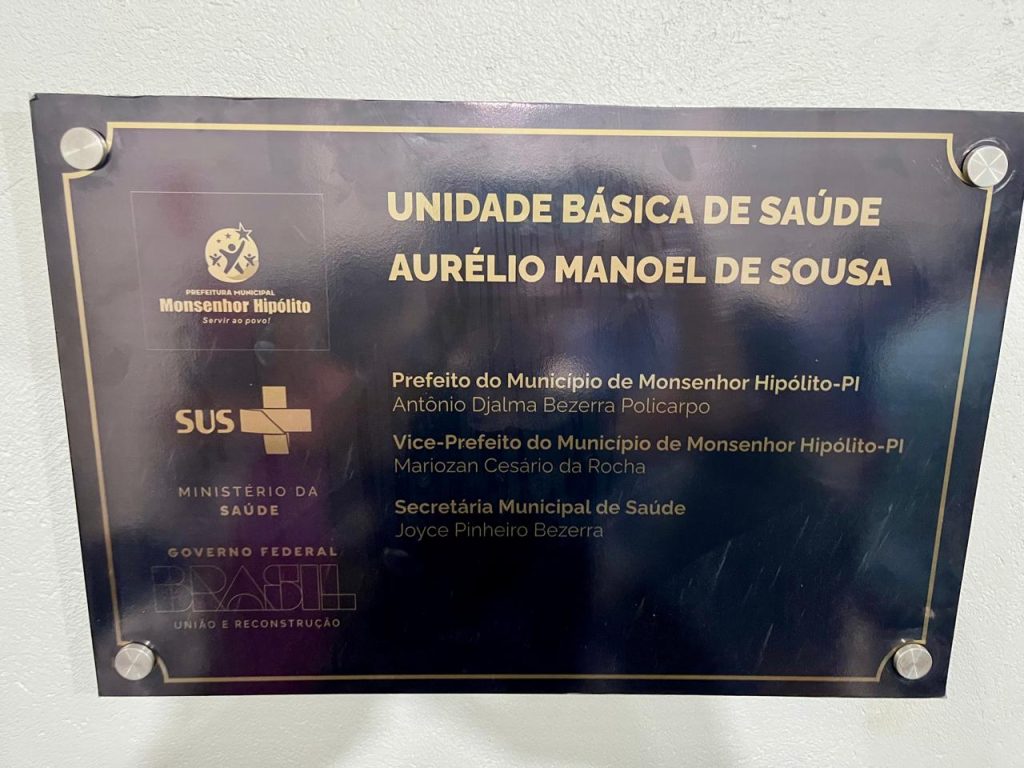 PREFEITURA MUNICIPAL
Monsenhor Hipólito
Servir ao povo!
SUS
MINISTÉRIO DA
SAÚDE
GOVERNO FEDERAL
BRASIL
UNIÃO E RECONSTRUÇÃO
UNIDADE BÁSICA DE SAÚDE
AURÉLIO MANOEL DE SOUSA
Prefeito do Município de Monsenhor Hipólito-PI
Antônio Djalma Bezerra Policarpo
Vice-Prefeito do Município de Monsenhor Hipólito-PI
Mariozan Cesário da Rocha
Secretária Municipal de Saúde
Joyce Pinheiro Bezerra